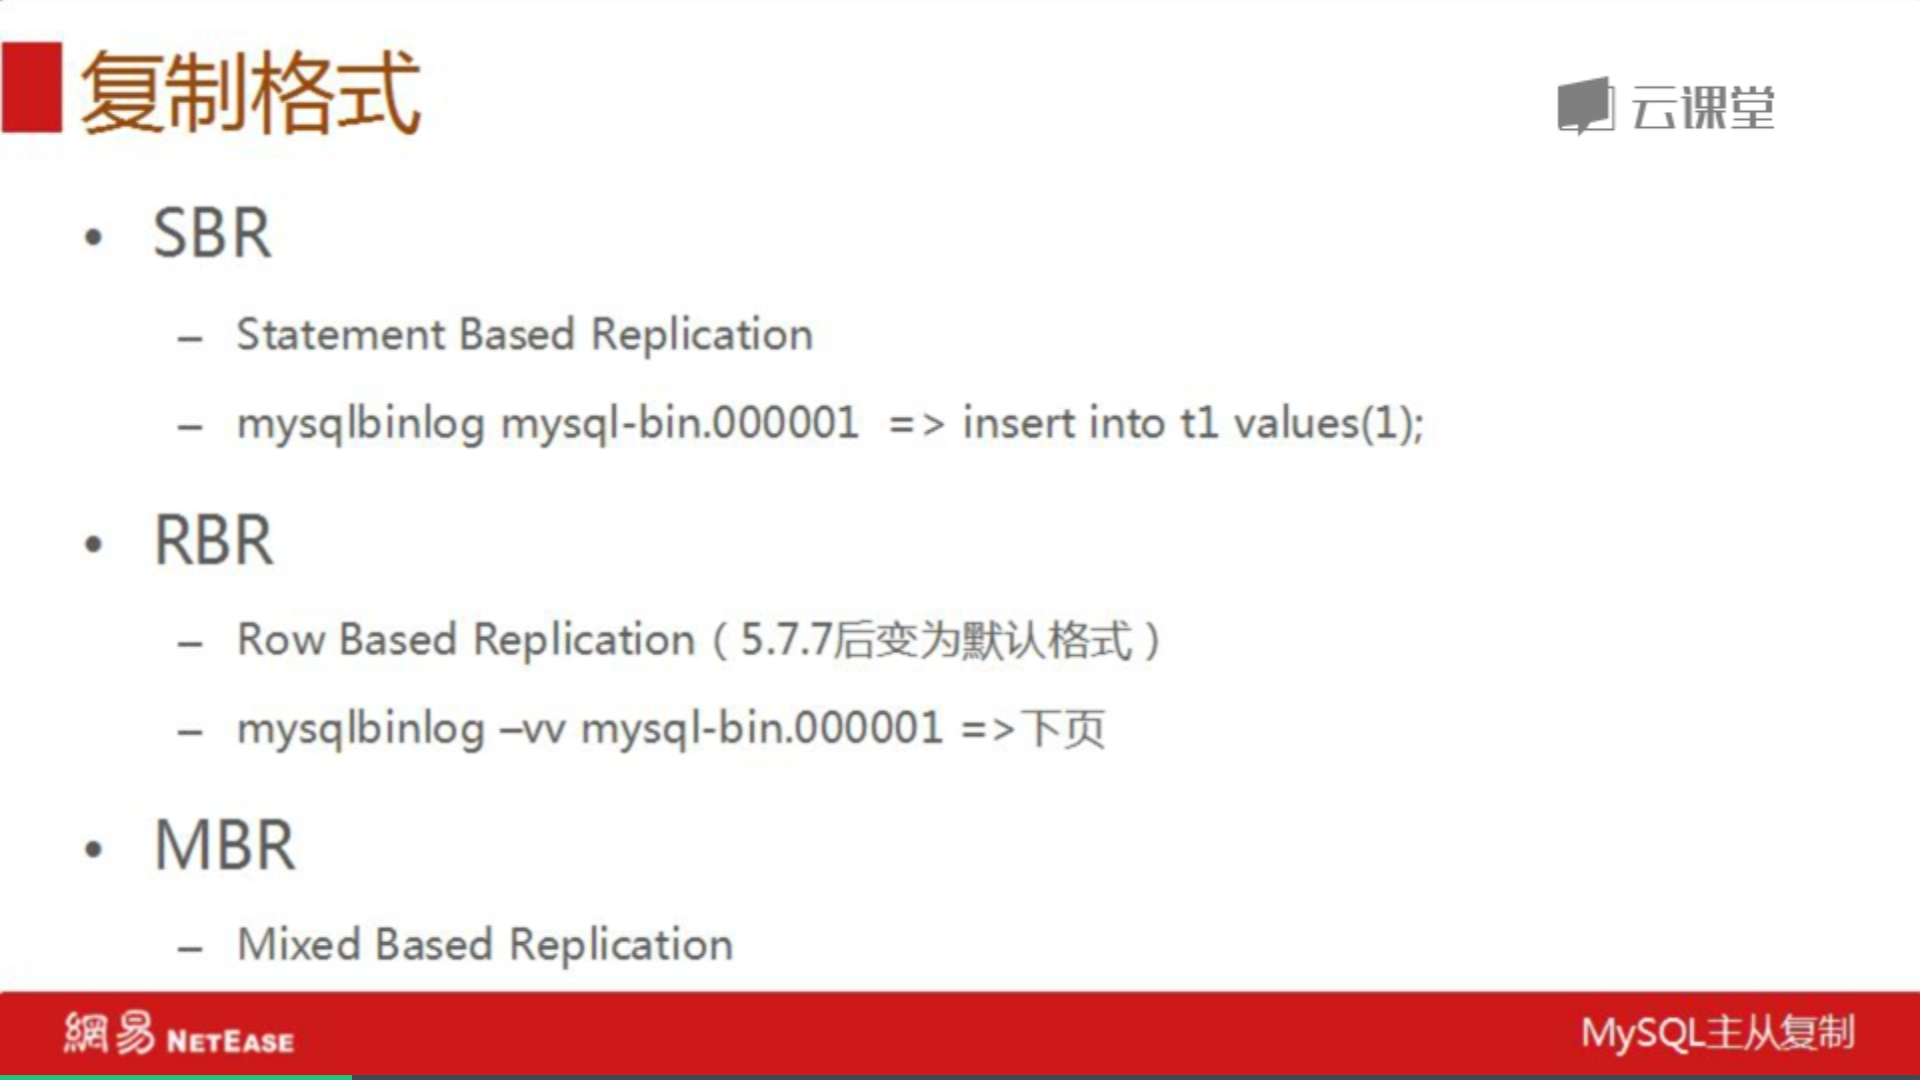 复制格式
云课堂
• SBR
– Statement Based Replication
– mysqlbinlog mysql-bin.000001 => insert into t1 values(1);
• RBR
– Row Based Replication（5.7.7后变为默认格式）
– mysqlbinlog –vv mysql-bin.000001 =>下页
• MBR
– Mixed Based Replication
網易 NETEASE
MySQL主从复制